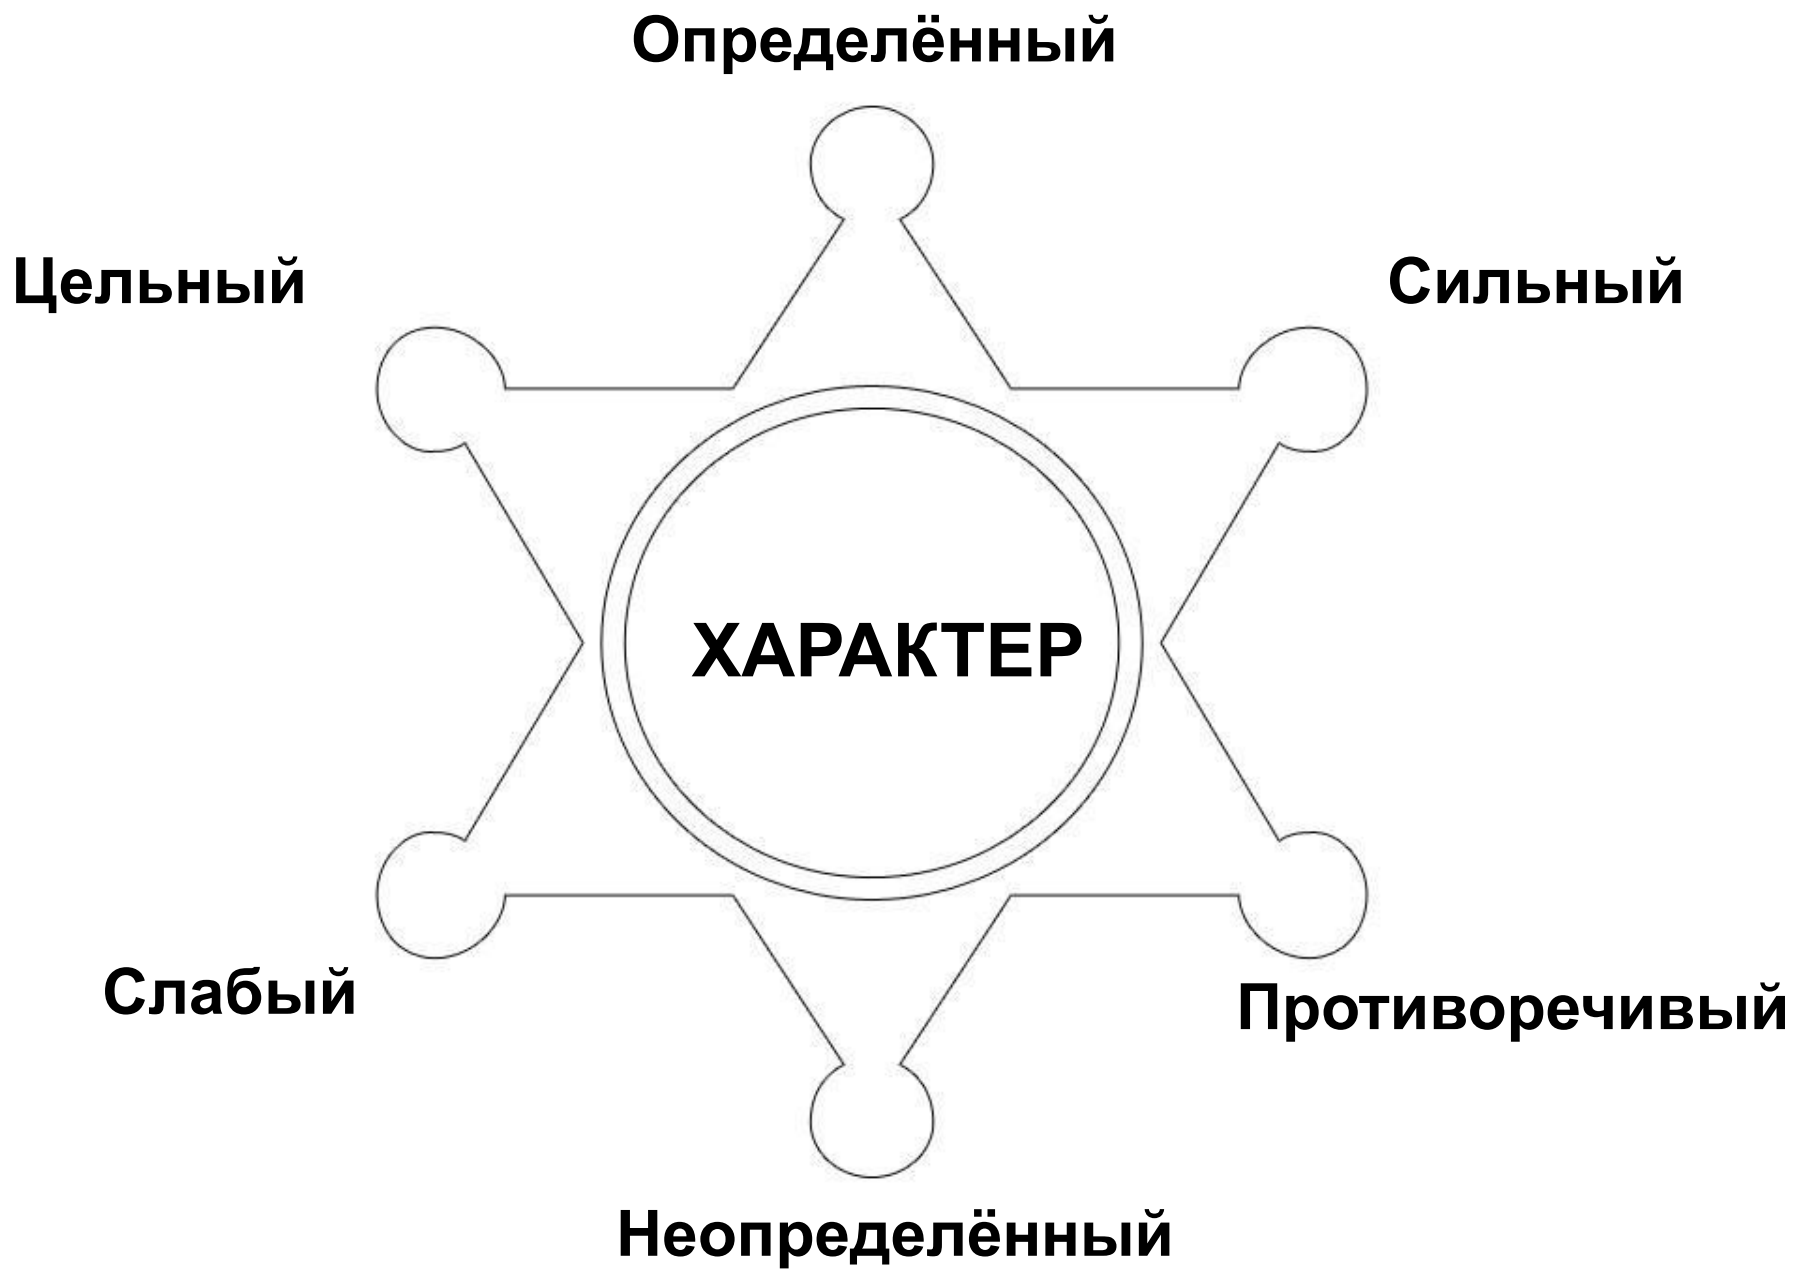 Определённый
Цельный
Сильный
ХАРАКТЕР
Слабый
Противоречивый
Неопределённый